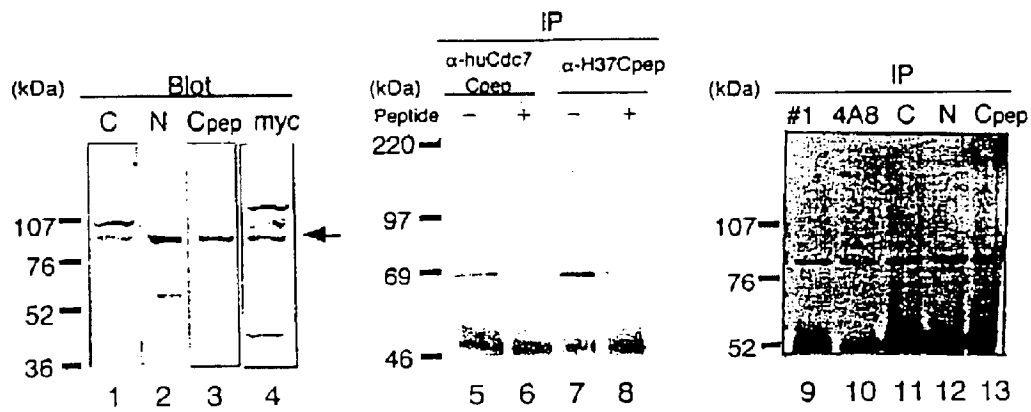 (kDa)
Blot
C N Cpep myc
107
76
52
36
1 2 3 4
IP
α-huCdc7
Cpep
α-H37Cpep
(kDa)
Peptide − + − +
220
97
69
46
5 6 7 8
(kDa)
IP
#1 4A8 C N Cpep
107
76
52
9 10 11 12 13